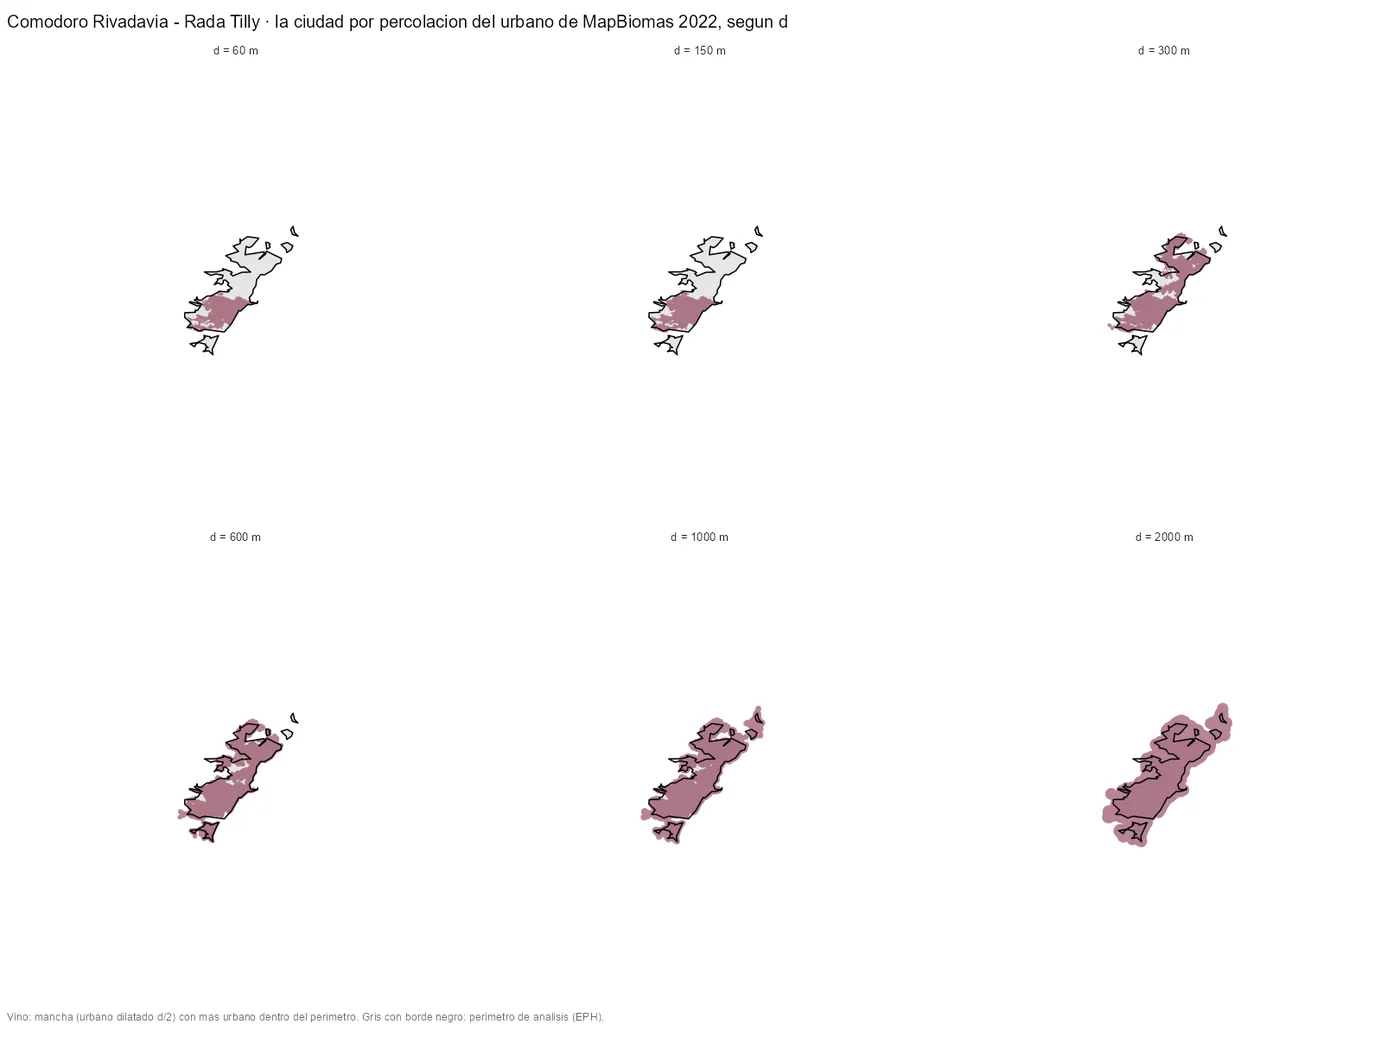 Comodoro Rivadavia - Rada Tilly · la ciudad por percolacion del urbano de MapBiomas 2022, segun d
d = 60 m
d = 150 m
d = 300 m
d = 600 m
d = 1000 m
d = 2000 m
Vino: mancha (urbano dilatado d/2) con mas urbano dentro del perimetro. Gris con borde negro: perimetro de analisis (EPH).